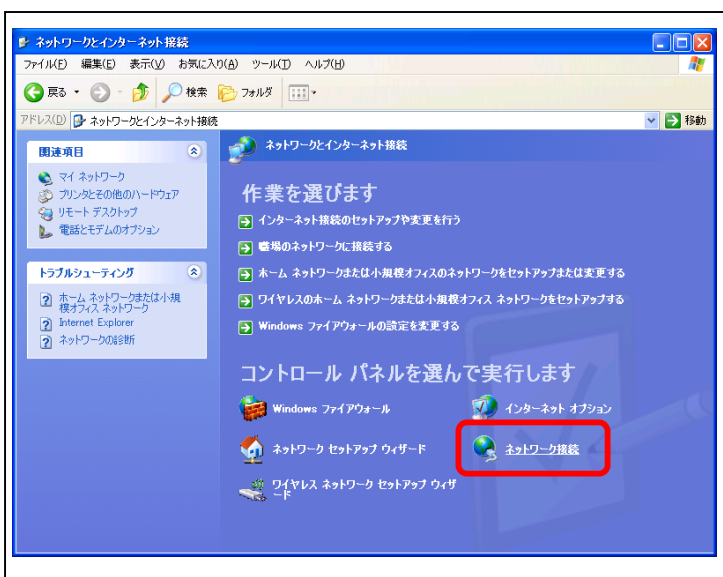 ネットワークとインターネット接続
ファイル(F) 編集(E) 表示(V) お気に入り(A) ツール(T) ヘルプ(H)
戻る 検索 フォルダ
アドレス(D) ネットワークとインターネット接続 移動
関連項目
マイ ネットワーク
プリンタとその他のハードウェア
リモート デスクトップ
電話とモデムのオプション
トラブルシューティング
ホーム ネットワークまたは小規
模オフィス ネットワーク
Internet Explorer
ネットワークの診断
ネットワークとインターネット接続
作業を選びます
インターネット接続のセットアップや変更を行う
職場のネットワークに接続する
ホーム ネットワークまたは小規模オフィスのネットワークをセットアップまたは変更する
ワイヤレスのホーム ネットワークまたは小規模オフィス ネットワークをセットアップする
Windows ファイアウォールの設定を変更する
コントロール パネルを選んで実行します
Windows ファイアウォール
インターネット オプション
ネットワーク セットアップ ウィザード
ネットワーク接続
ワイヤレス ネットワーク セットアップ ウィザ
ード